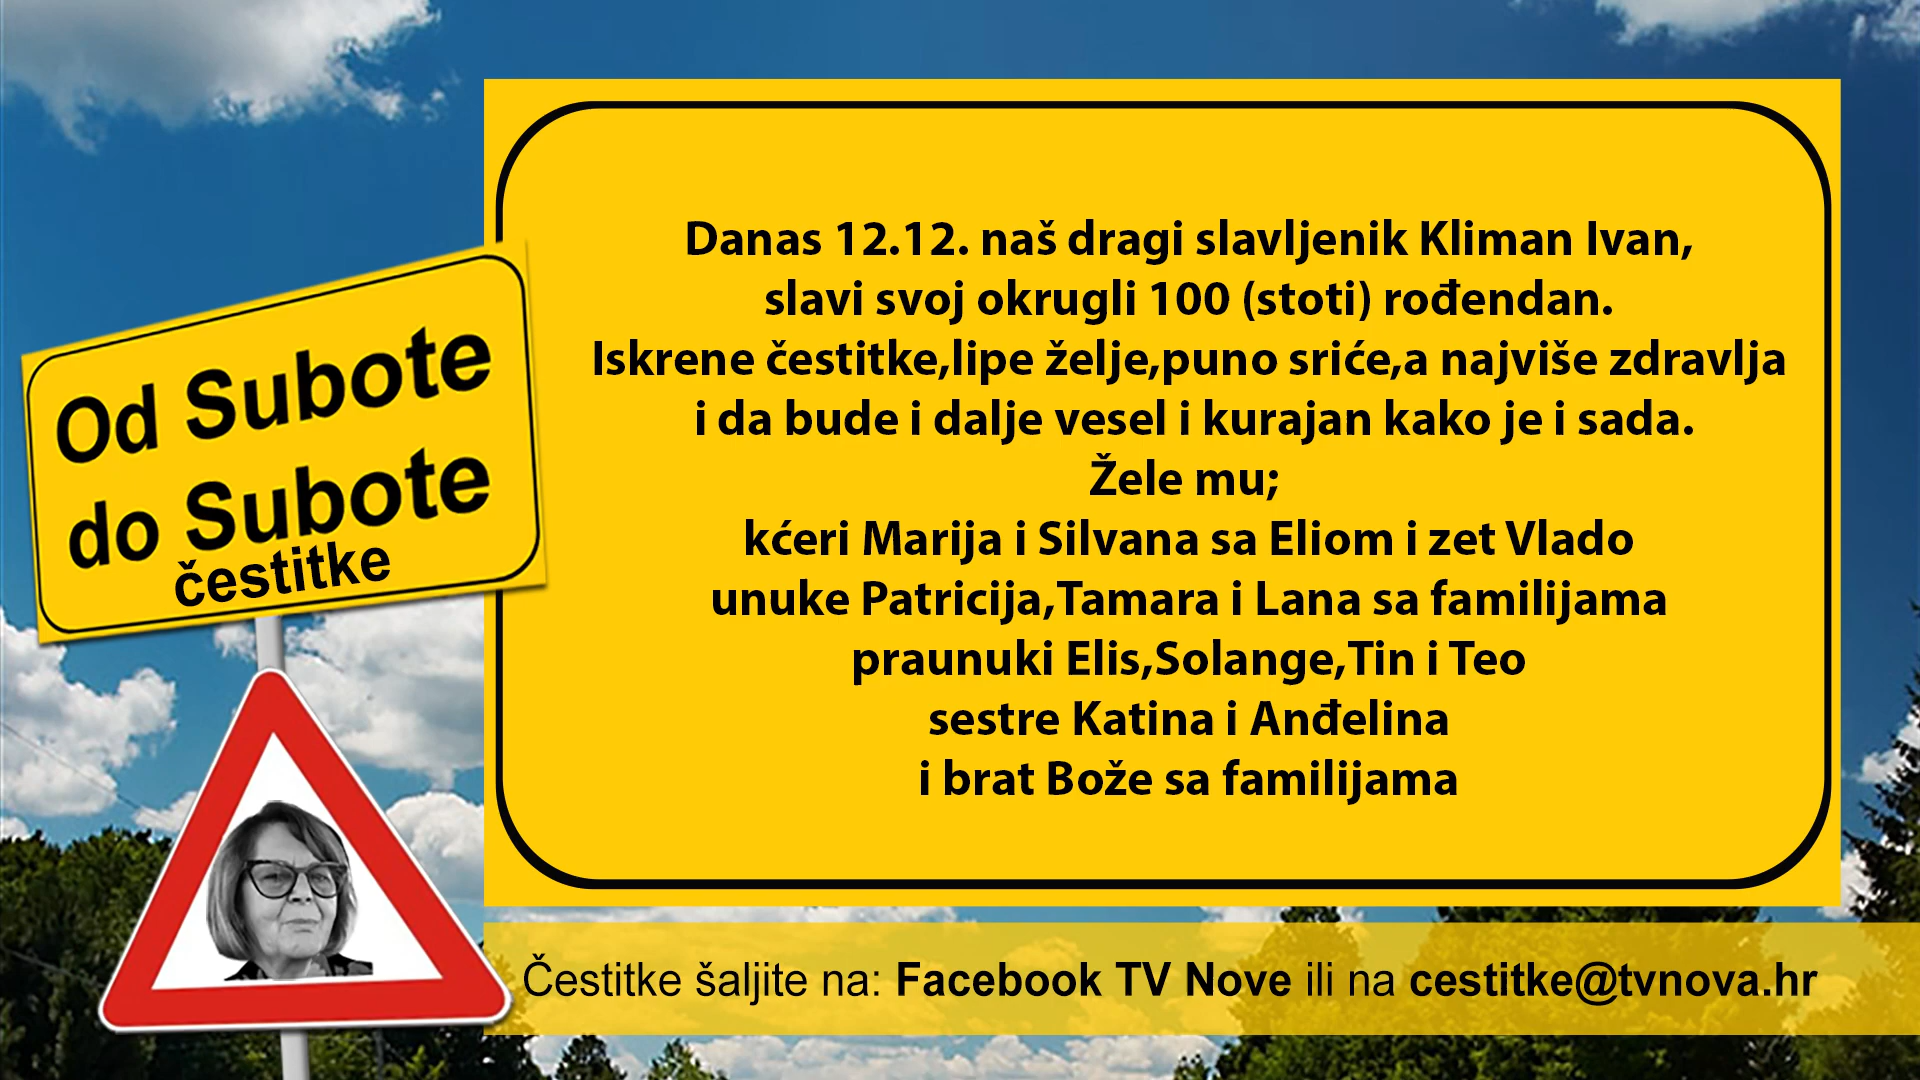 Od Subote
do Subote
čestitke
Danas 12.12. naš dragi slavljenik Kliman Ivan,
slavi svoj okrugli 100 (stoti) rođendan.
Iskrene čestitke,lipe želje,puno sriće,a najviše zdravlja
i da bude i dalje vesel i kurajan kako je i sada.
Žele mu;
kćeri Marija i Silvana sa Eliom i zet Vlado
unuke Patricija,Tamara i Lana sa familijama
praunuki Elis,Solange,Tin i Teo
sestre Katina i Anđelina
i brat Bože sa familijama
Čestitke šaljite na: Facebook TV Nove ili na cestitke@tvnova.hr